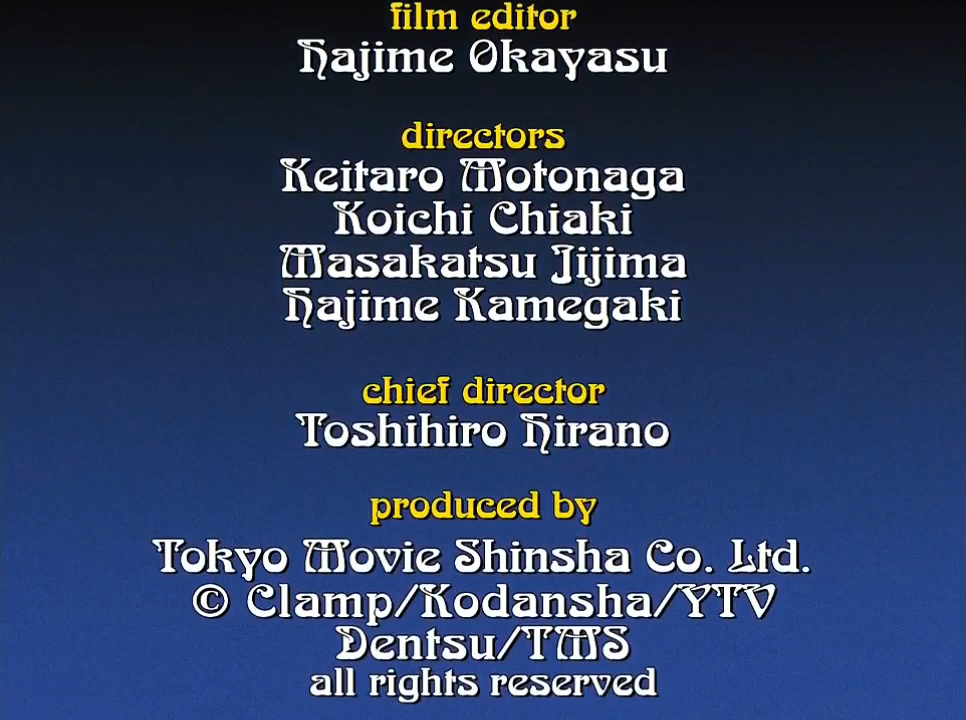 film editor
Hajime Okayasu
directors
Keitaro Motonaga
Koichi Chiaki
Masakatsu Jijima
Hajime Kamegaki
chief director
Toshihiro Hirano
produced by
Tokyo Movie Shinsha Co. Ltd.
© Clamp/Kodansha/YTV
Dentsu/TMS
all rights reserved